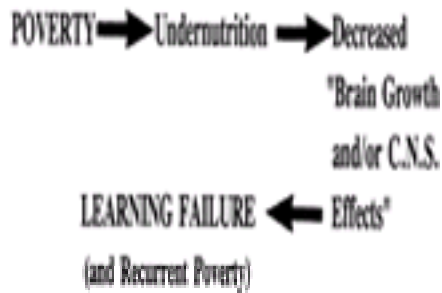 POVERTY Undernutrition Decreased
"Brain Growth
and/or C.N.S.
Effects"
LEARNING FAILURE
(and Recurrent Poverty)